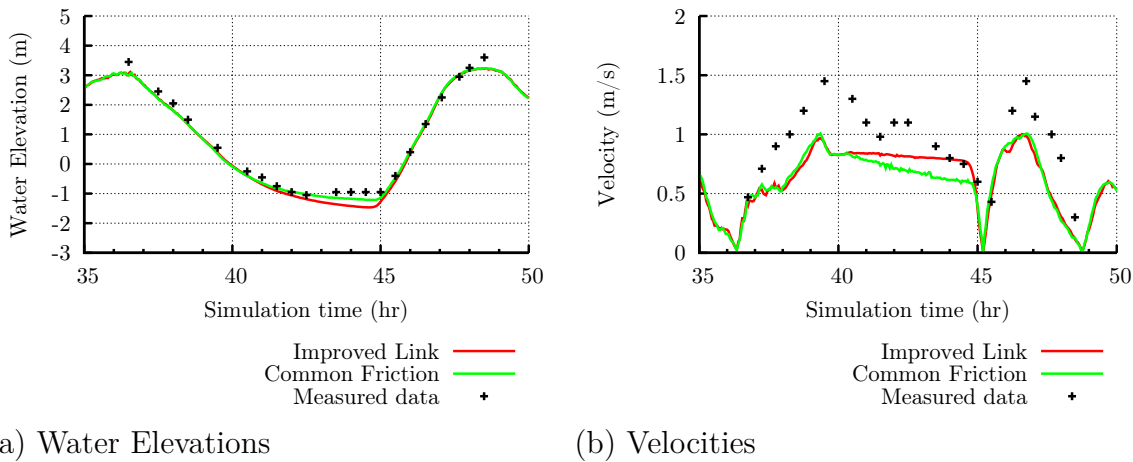 5
4
3
2
1
0
-1
-2
-3
35
40
45
50
Water Elevation (m)
Simulation time (hr)
Improved Link
Common Friction
Measured data
a) Water Elevations
2
1.5
1
0.5
0
35
40
45
50
Velocity (m/s)
Simulation time (hr)
Improved Link
Common Friction
Measured data
(b) Velocities